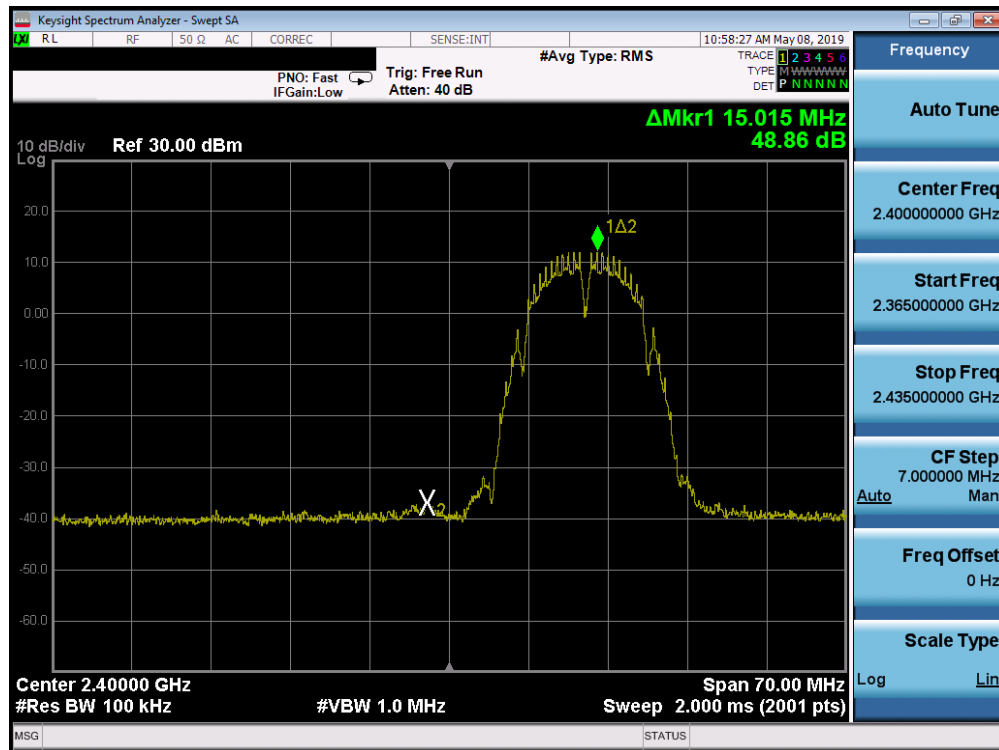 Keysight Spectrum Analyzer - Swept SA
LXI RL RF 50 Ω AC CORREC SENSE:INT 10:58:27 AM May 08, 2019
#Avg Type: RMS
TRACE 1 2 3 4 5 6
PNO: Fast Trig: Free Run
TYPE M WWWWW
IFGain:Low Atten: 40 dB
DET P N N N N N
Frequency
ΔMkr1 15.015 MHz
48.86 dB
10 dB/div Ref 30.00 dBm
Log
20.0
10.0
0.00
-10.0
-20.0
-30.0
-40.0
-50.0
-60.0
1Δ2
X2
Center 2.40000 GHz Span 70.00 MHz
#Res BW 100 kHz #VBW 1.0 MHz Sweep 2.000 ms (2001 pts)
Auto Tune
Center Freq
2.400000000 GHz
Start Freq
2.365000000 GHz
Stop Freq
2.435000000 GHz
CF Step
7.000000 MHz
Auto Man
Freq Offset
0 Hz
Scale Type
Log Lin
MSG STATUS